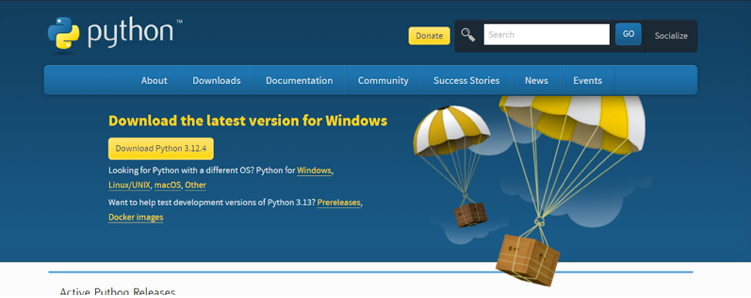 python™
Donate
Search
GO
Socialize
About Downloads Documentation Community Success Stories News Events
Download the latest version for Windows
Download Python 3.12.4
Looking for Python with a different OS? Python for Windows,
Linux/UNIX, macOS, Other
Want to help test development versions of Python 3.13? Prereleases,
Docker images
Active Python Releases